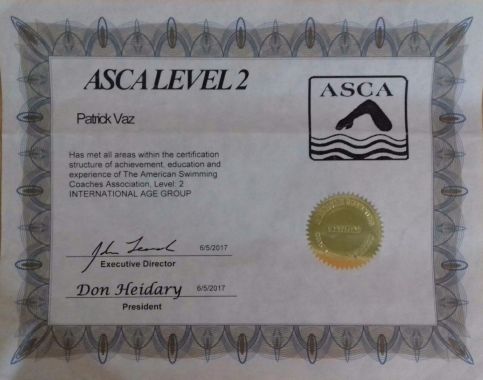 ASCA LEVEL 2
ASCA
Patrick Vaz
Has met all areas within the certification
structure of achievement, education and
experience of The American Swimming
Coaches Association, Level: 2
INTERNATIONAL AGE GROUP
6/5/2017
Executive Director
Don Heidary 6/5/2017
President